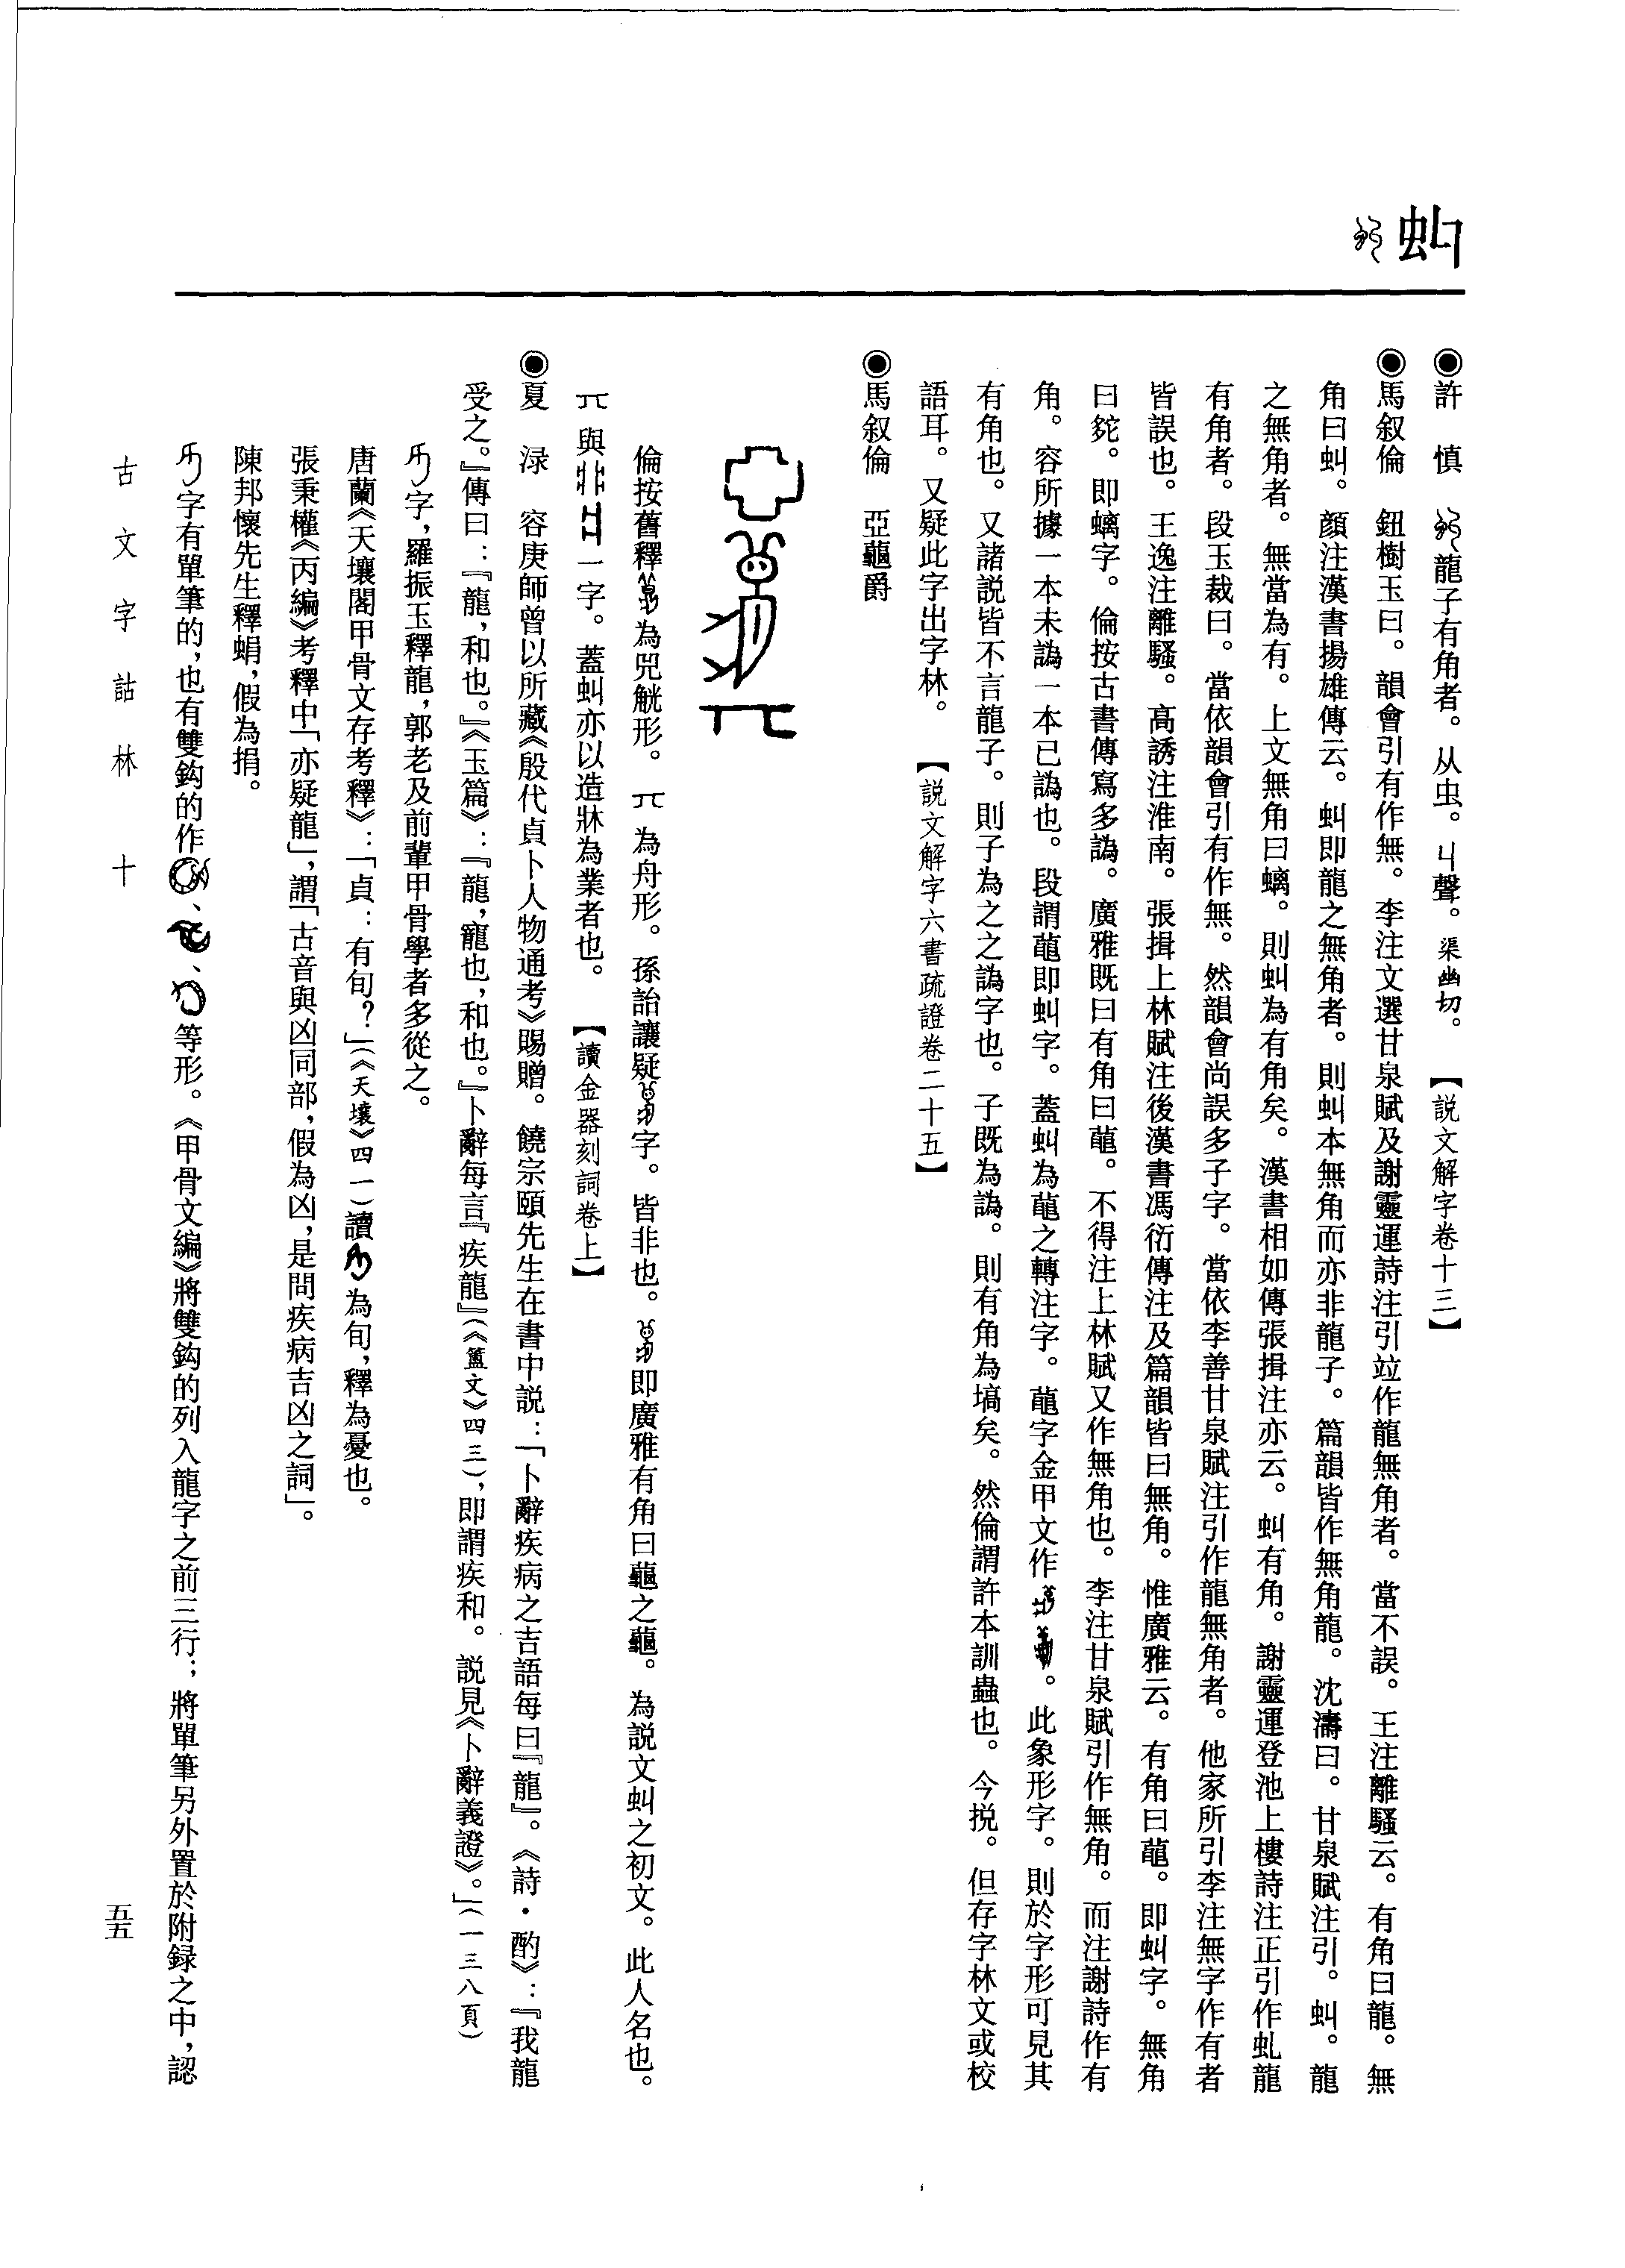 虯
◉許　慎　龍子有角者。从虫。丩聲。渠幽切。【説文解字卷十三】
◉馬叙倫　鈕樹玉曰。韻會引有作無。李注文選甘泉賦及謝靈運詩注引竝作龍無角者。當不誤。王注離騷云。有角曰龍。無
角曰虯。顏注漢書揚雄傳云。虯即龍之無角者。則虯本無角而亦非龍子。篇韻皆作無角龍。沈濤曰。甘泉賦注引。虯。龍
之無角者。無當為有。上文無角曰螭。則虯為有角矣。漢書相如傳張揖注亦云。虯有角。謝靈運登池上樓詩注正引作虬龍
有角者。段玉裁曰。當依韻會引有作無。然韻會尚誤多子字。當依李善甘泉賦注引作龍無角者。他家所引李注無字作有者
皆誤也。王逸注離騷。高誘注淮南。張揖上林賦注後漢書馮衍傳注及篇韻皆曰無角。惟廣雅云。有角曰𪚰。即虯字。無角
曰䖤。即螭字。倫按古書傳寫多譌。廣雅既曰有角曰𪚰。不得注上林賦又作無角也。李注甘泉賦引作無角。而注謝詩作有
角。容所據一本未譌一本已譌也。段謂𪚰即虯字。蓋虯為𪚰之轉注字。𪚰字金甲文作。此象形字。則於字形可見其
有角也。又諸説皆不言龍子。則子為之之譌字也。子既為譌。則有角為塙矣。然倫謂許本訓蟲也。今捝。但存字林文或校
語耳。又疑此字出字林。【説文解字六書疏證卷二十五】
◉馬叙倫　亞爵
倫按舊釋為兕觥形。為舟形。孫詒讓疑字。皆非也。即廣雅有角曰之。為説文虯之初文。此人名也。
與一字。蓋虯亦以造牀為業者也。【讀金器刻詞卷上】
◉夏　渌　容庚師曾以所藏《殷代貞卜人物通考》賜贈。饒宗頤先生在書中説：「卜辭疾病之吉語每曰『龍』。《詩·酌》：『我龍
受之。』傳曰：『龍，和也。』《玉篇》：『龍，寵也，和也。』卜辭每言『疾龍』（《簠文》四三），即謂疾和。説見《卜辭義證》。」（一三八頁）
字，羅振玉釋龍，郭老及前輩甲骨學者多從之。
唐蘭《天壤閣甲骨文存考釋》：「貞：有旬？」（《天壤》四一）讀為旬，釋為憂也。
張秉權《丙編》考釋中「亦疑龍」，謂「古音與凶同部，假為凶，是問疾病吉凶之詞」。
陳邦懷先生釋蜎，假為捐。
字有單筆的，也有雙鈎的作、、等形。《甲骨文編》將雙鈎的列入龍字之前三行；將單筆另外置於附録之中，認
古文字詁林　十
五五